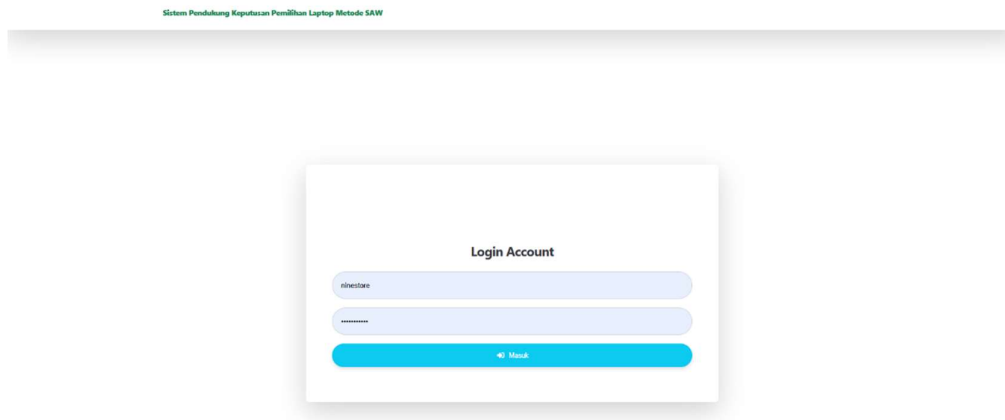 Sistem Pendukung Keputusan Pemilihan Laptop Metode SAW
Login Account
ninestore
•••••••••••
Masuk